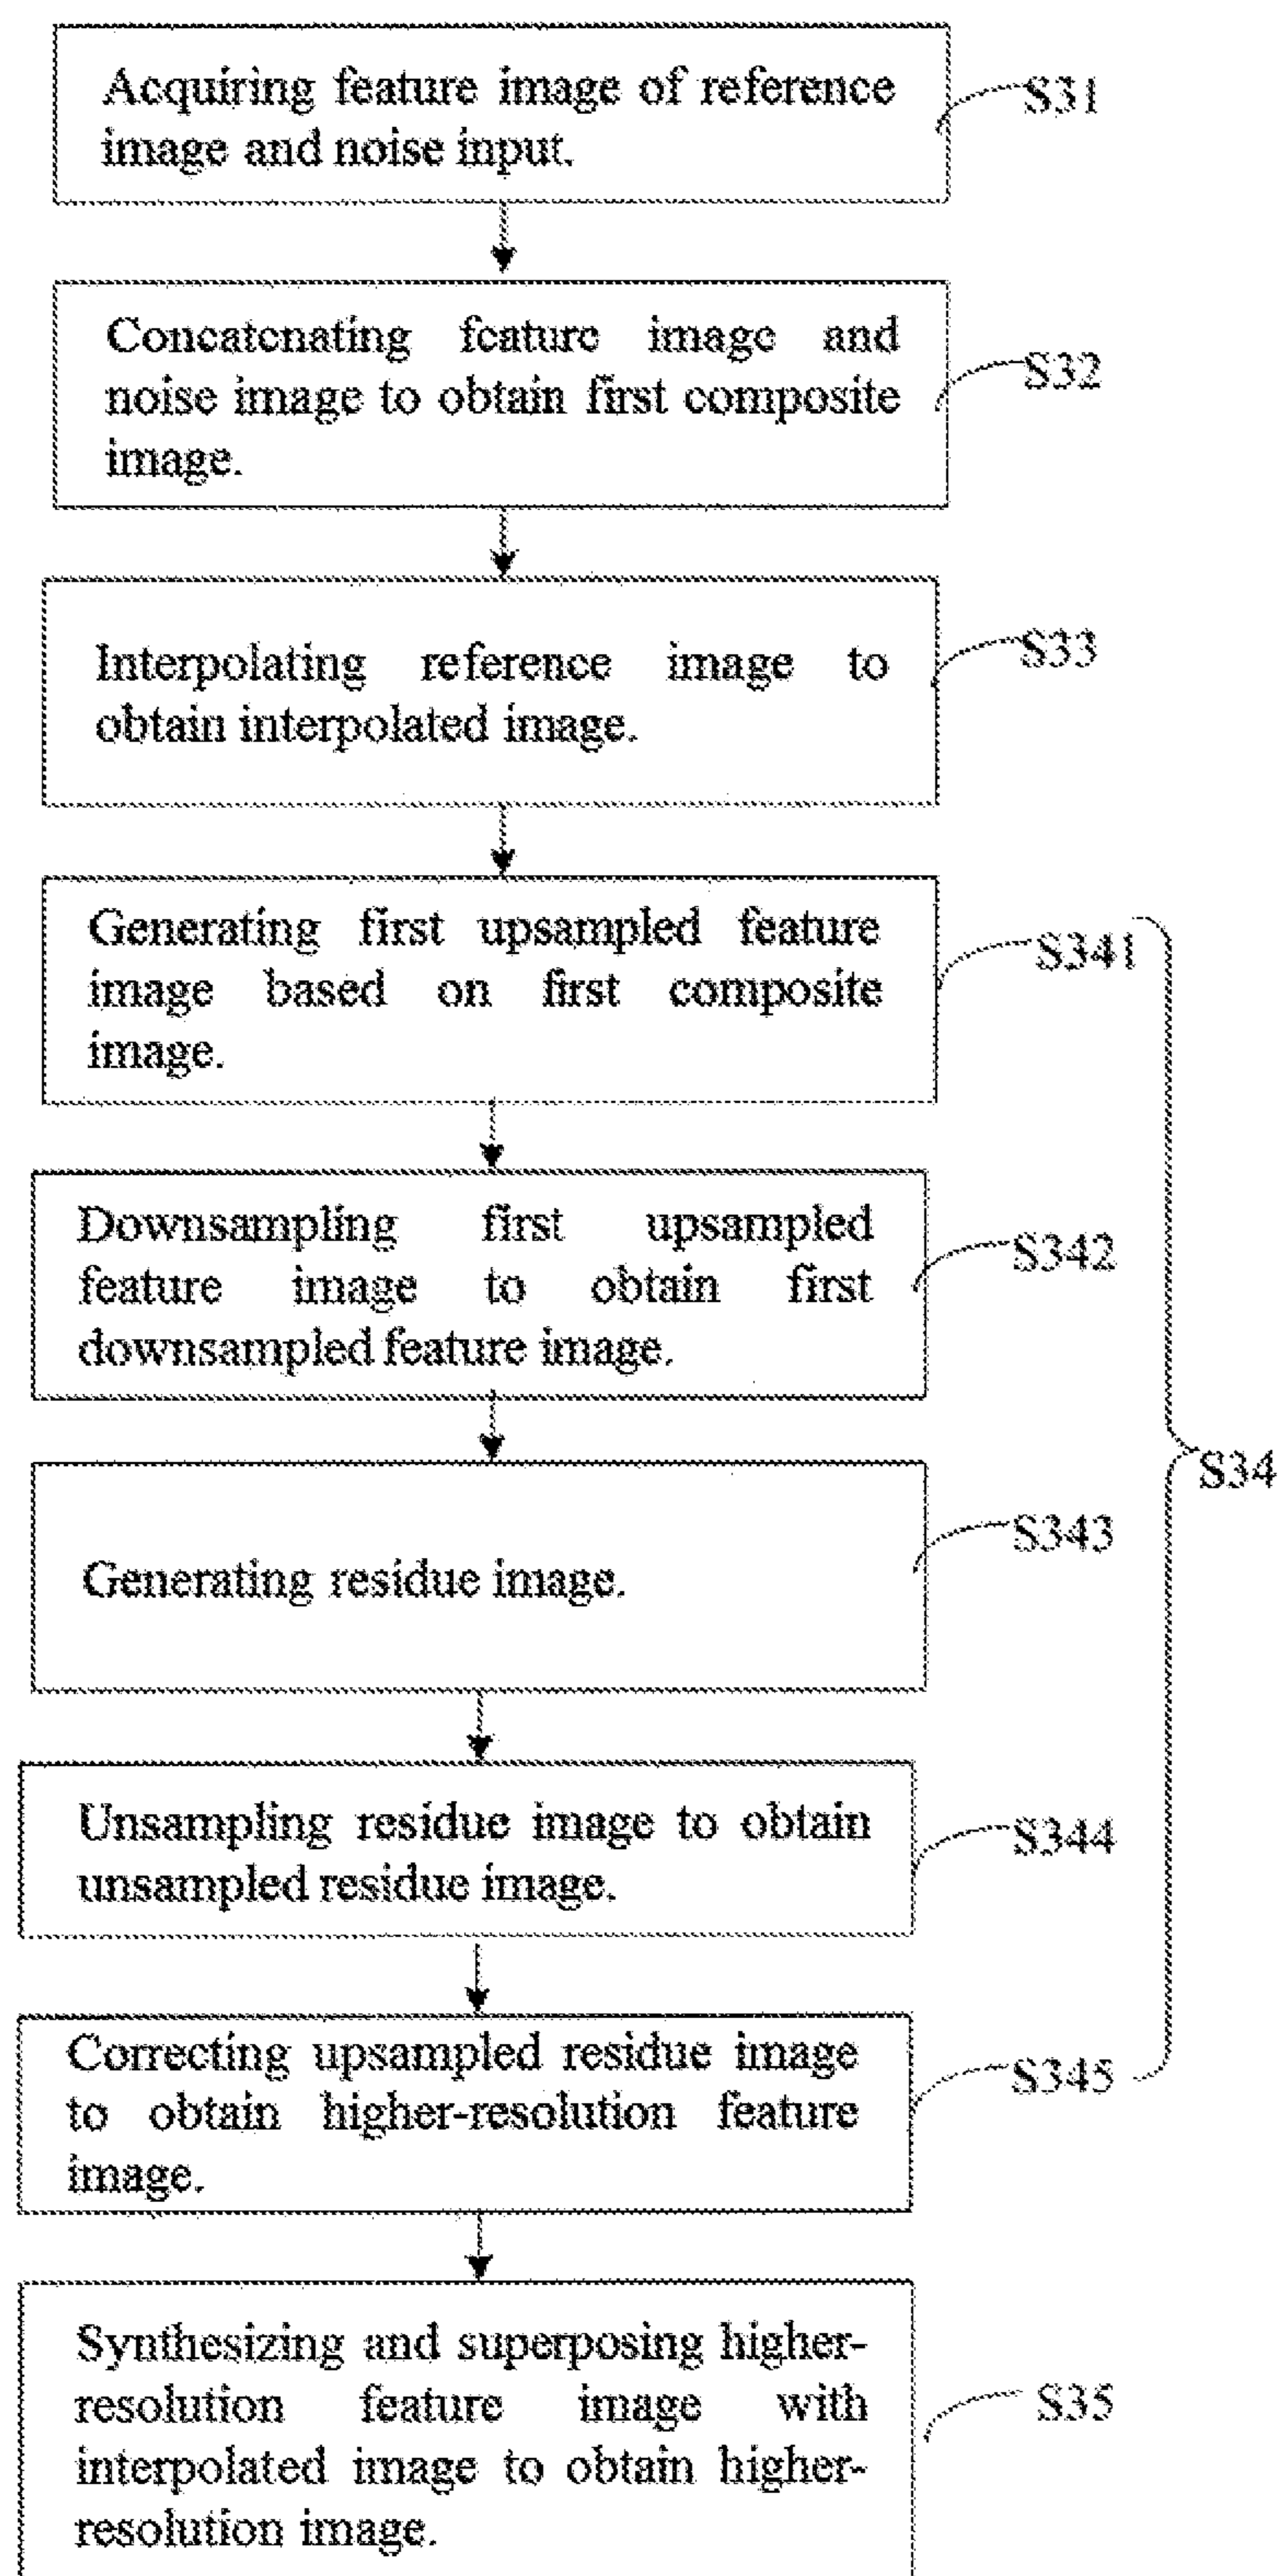 Acquiring feature image of reference
image and noise input.
S31
Concatenating feature image and
noise image to obtain first composite
image.
S32
Interpolating reference image to
obtain interpolated image.
S33
Generating first upsampled feature
image based on first composite
image.
S341
Downsampling first upsampled
feature image to obtain first
downsampled feature image.
S342
Generating residue image.
S343
S34
Unsampling residue image to obtain
unsampled residue image.
S344
Correcting upsampled residue image
to obtain higher-resolution feature
image.
S345
Synthesizing and superposing higher-
resolution feature image with
interpolated image to obtain higher-
resolution image.
S35